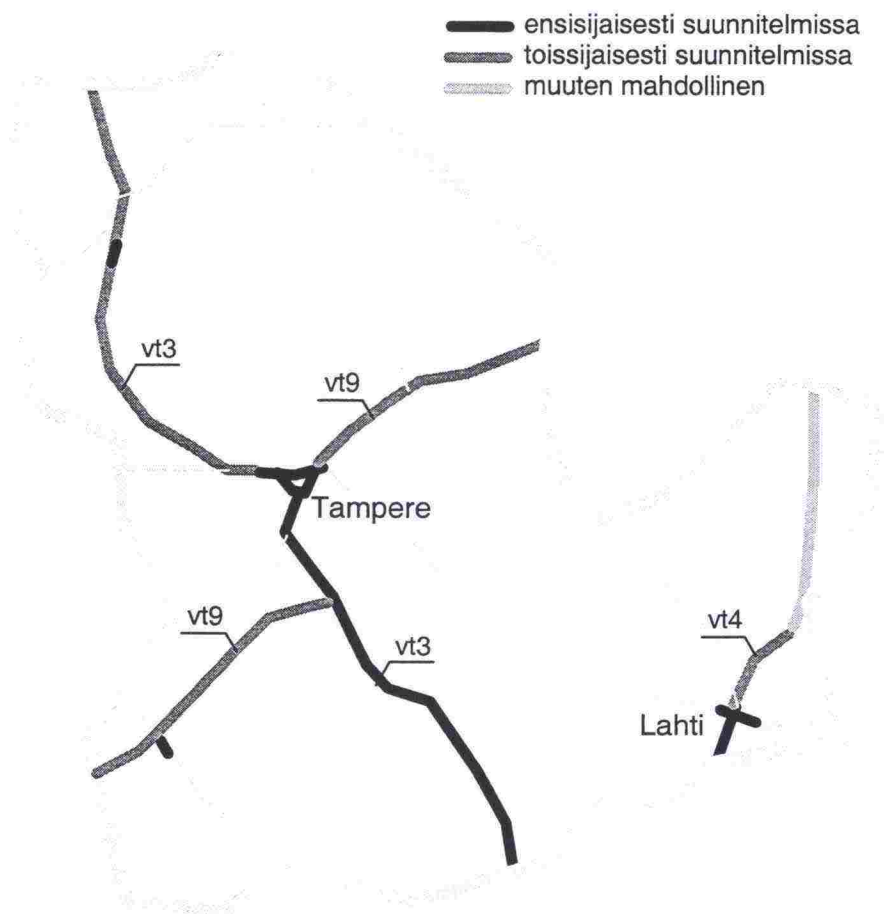 ensisijaisesti suunnitelmissa
toissijaisesti suunnitelmissa
muuten mahdollinen
vt3
vt9
Tampere
vt9
vt4
vt3
Lahti